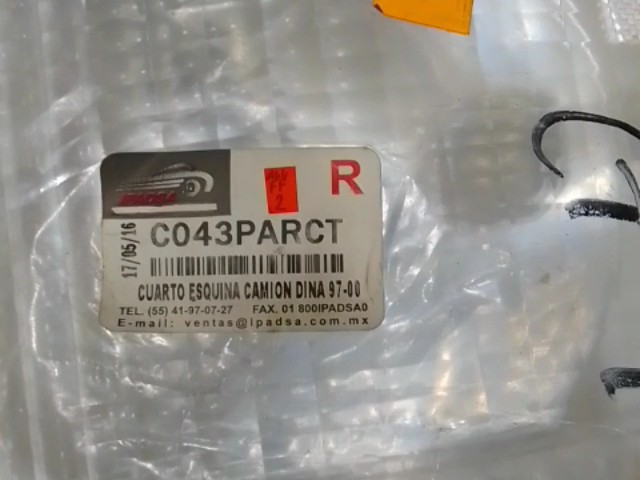 IPADSA
R
17/05/16
C043PARCT
CUARTO ESQUINA CAMION DINA 97-00
TEL. (55) 41-97-07-27 FAX. 01 800IPADSA0
E-mail: ventas@ipadsa.com.mx